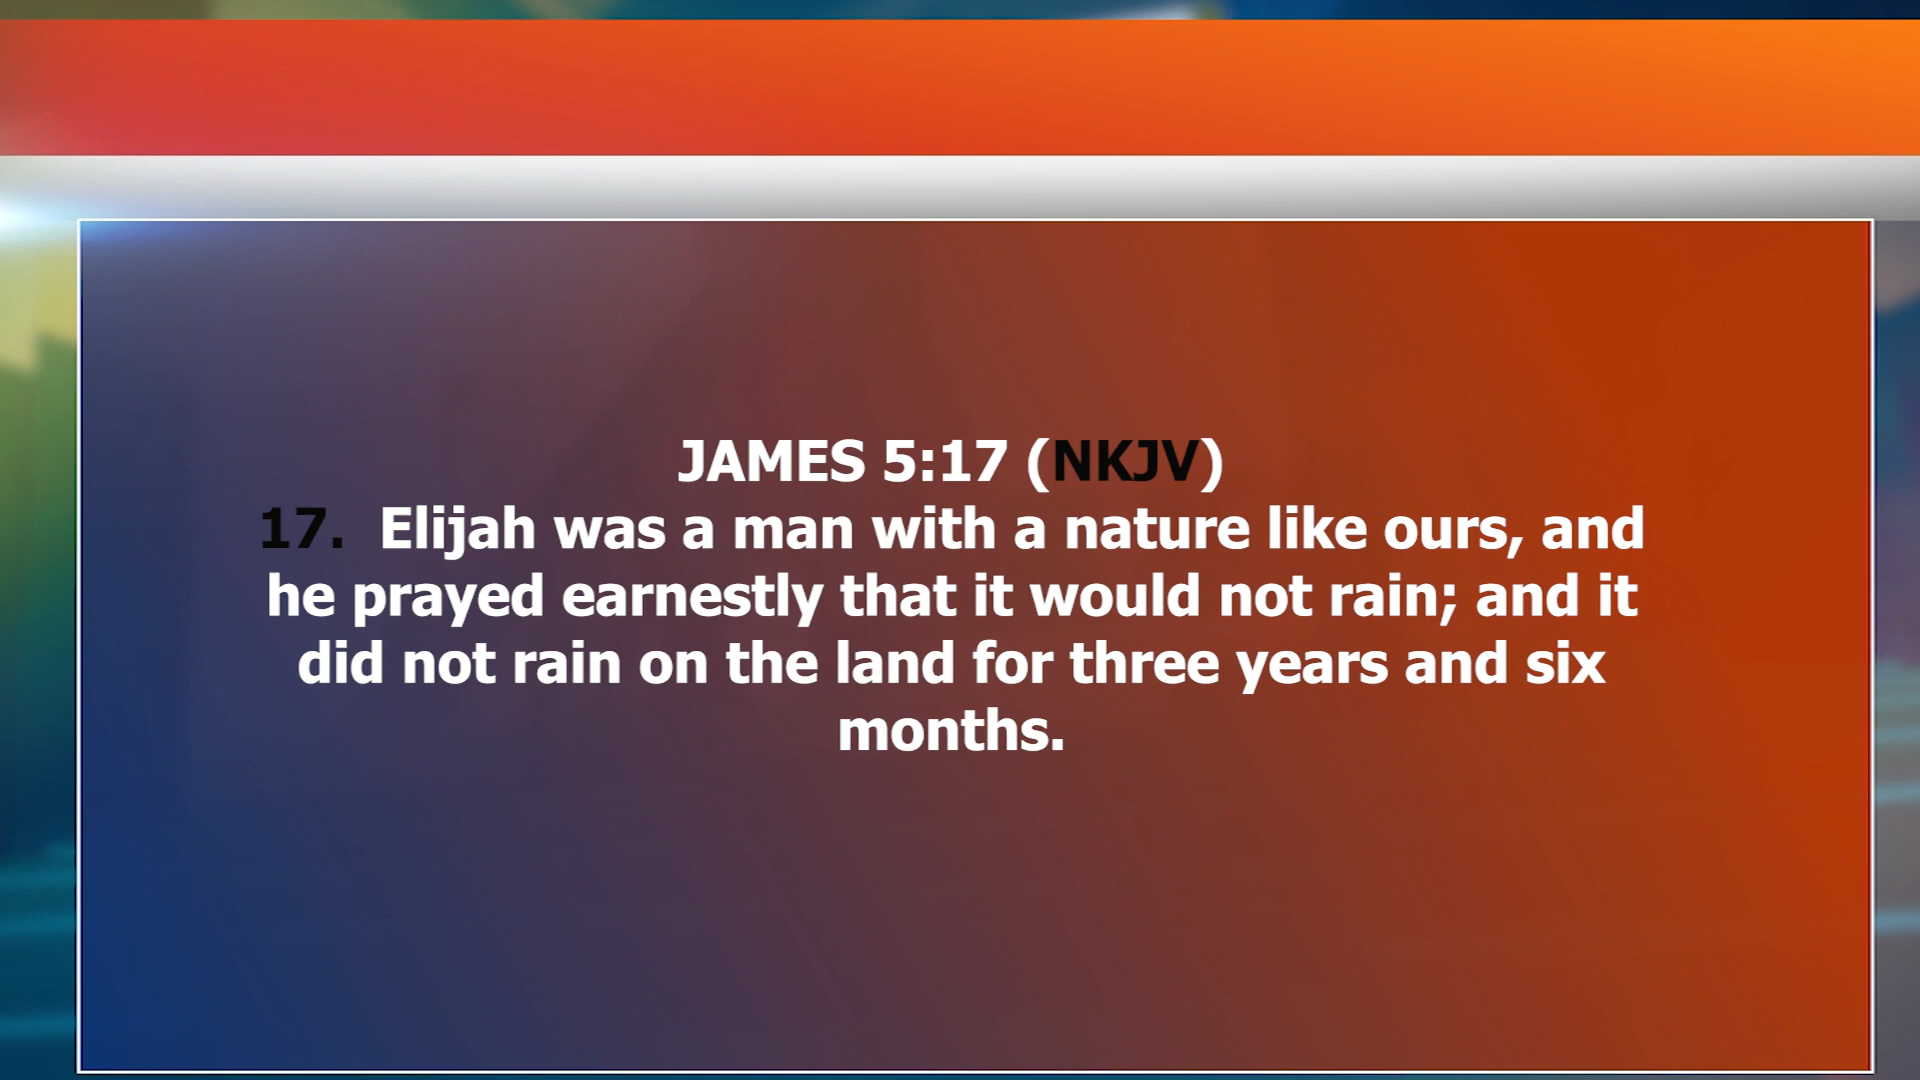 JAMES 5:17 (NKJV)
17. Elijah was a man with a nature like ours, and
he prayed earnestly that it would not rain; and it
did not rain on the land for three years and six
months.